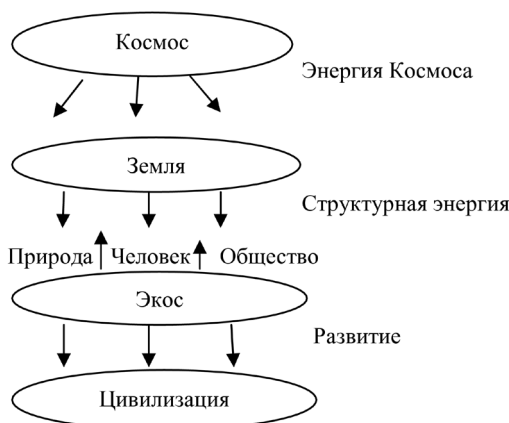 Космос
Энергия Космоса
Земля
Структурная энергия
Природа Человек Общество
Экос
Развитие
Цивилизация